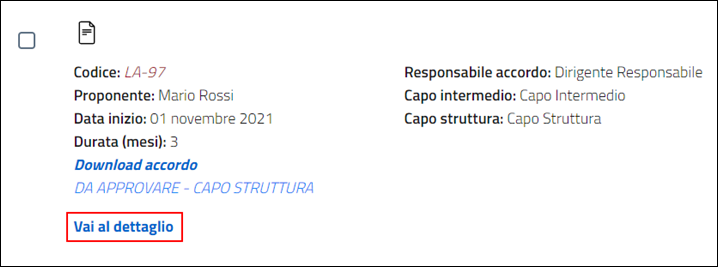 Codice: LA-97
Proponente: Mario Rossi
Data inizio: 01 novembre 2021
Durata (mesi): 3
Download accordo
DA APPROVARE - CAPO STRUTTURA
Vai al dettaglio
Responsabile accordo: Dirigente Responsabile
Capo intermedio: Capo Intermedio
Capo struttura: Capo Struttura